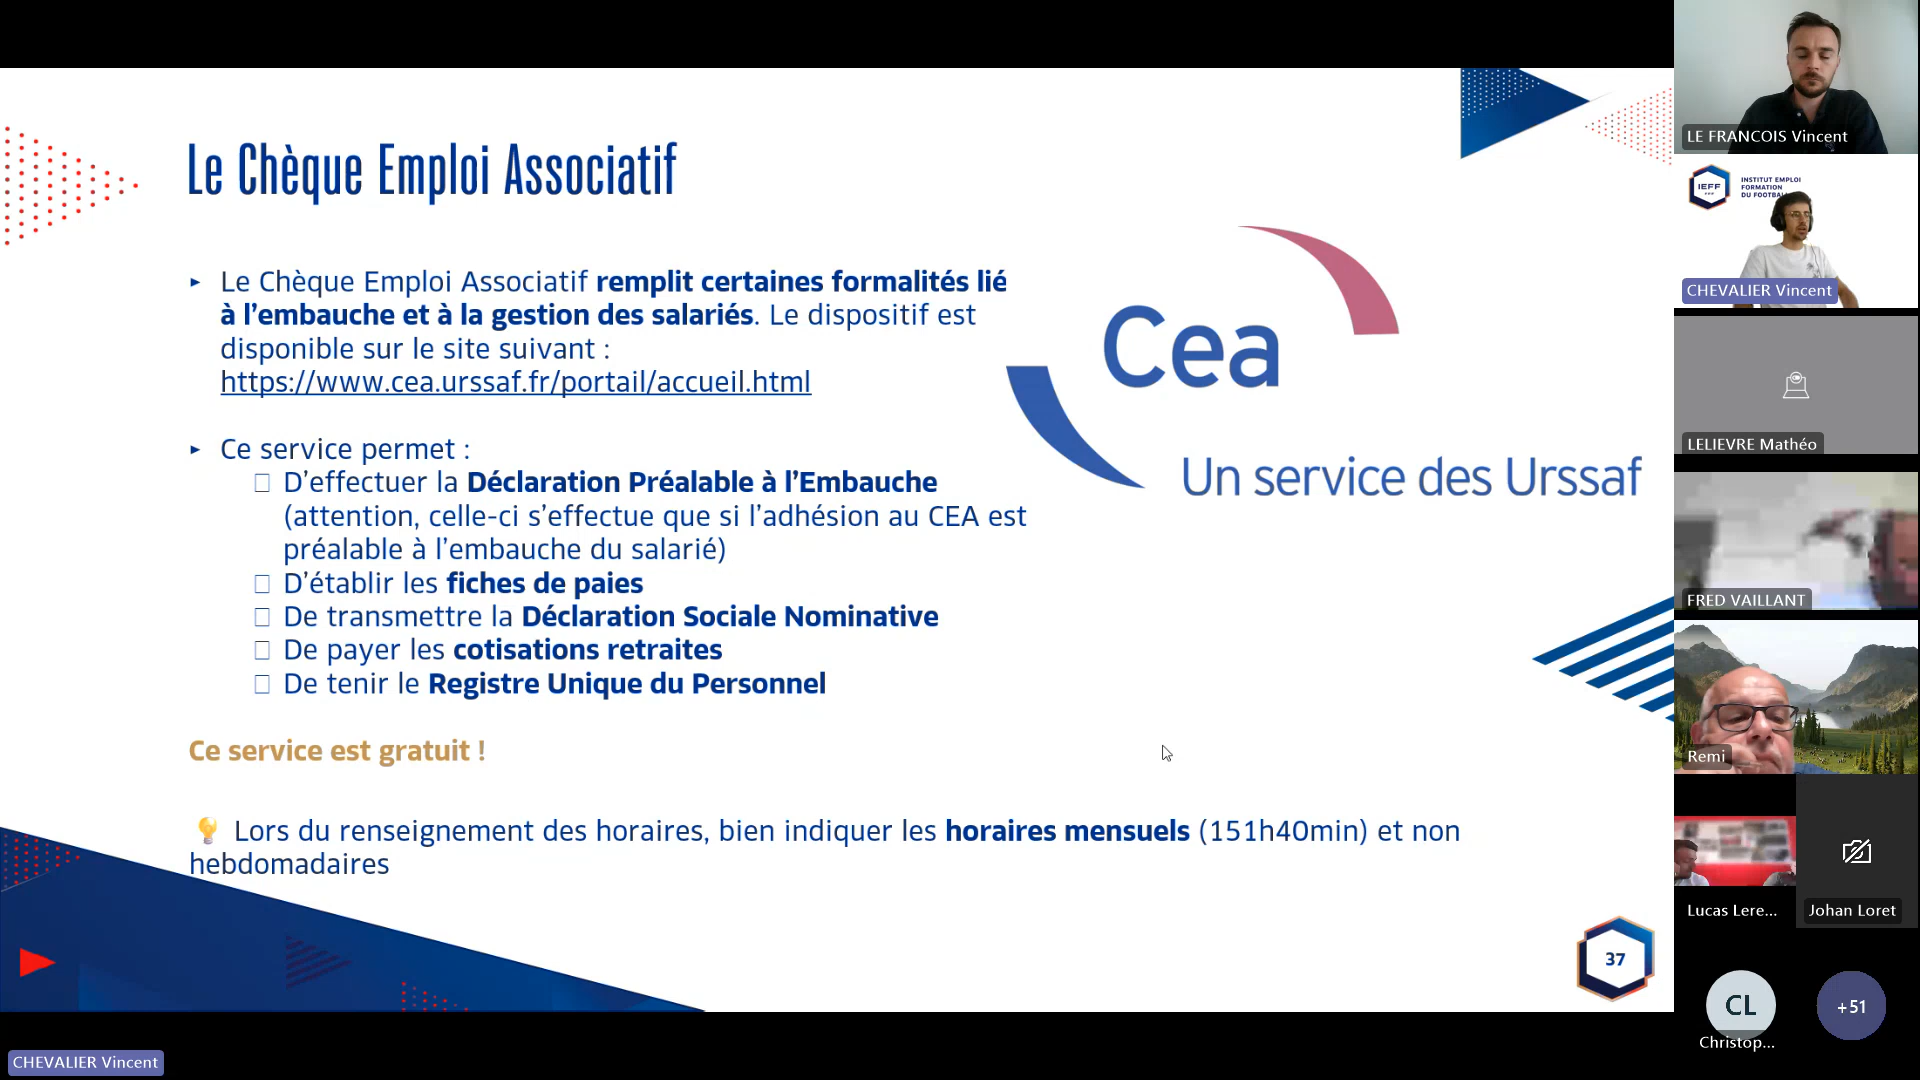 Le Chèque Emploi Associatif
▸ Le Chèque Emploi Associatif remplit certaines formalités lié
à l’embauche et à la gestion des salariés. Le dispositif est
disponible sur le site suivant :
https://www.cea.urssaf.fr/portail/accueil.html
▸ Ce service permet :
D’effectuer la Déclaration Préalable à l’Embauche
(attention, celle-ci s’effectue que si l’adhésion au CEA est
préalable à l’embauche du salarié)
D’établir les fiches de paies
De transmettre la Déclaration Sociale Nominative
De payer les cotisations retraites
De tenir le Registre Unique du Personnel
Ce service est gratuit !
💡 Lors du renseignement des horaires, bien indiquer les horaires mensuels (151h40min) et non
hebdomadaires
Cea
Un service des Urssaf
37
CHEVALIER Vincent
LE FRANCOIS Vincent
IEFF
INSTITUT EMPLOI
FORMATION
DU FOOTBALL
CHEVALIER Vincent
LELIEVRE Mathéo
FRED VAILLANT
Remi
Lucas Lere...
Johan Loret
CL
Christop...
+51